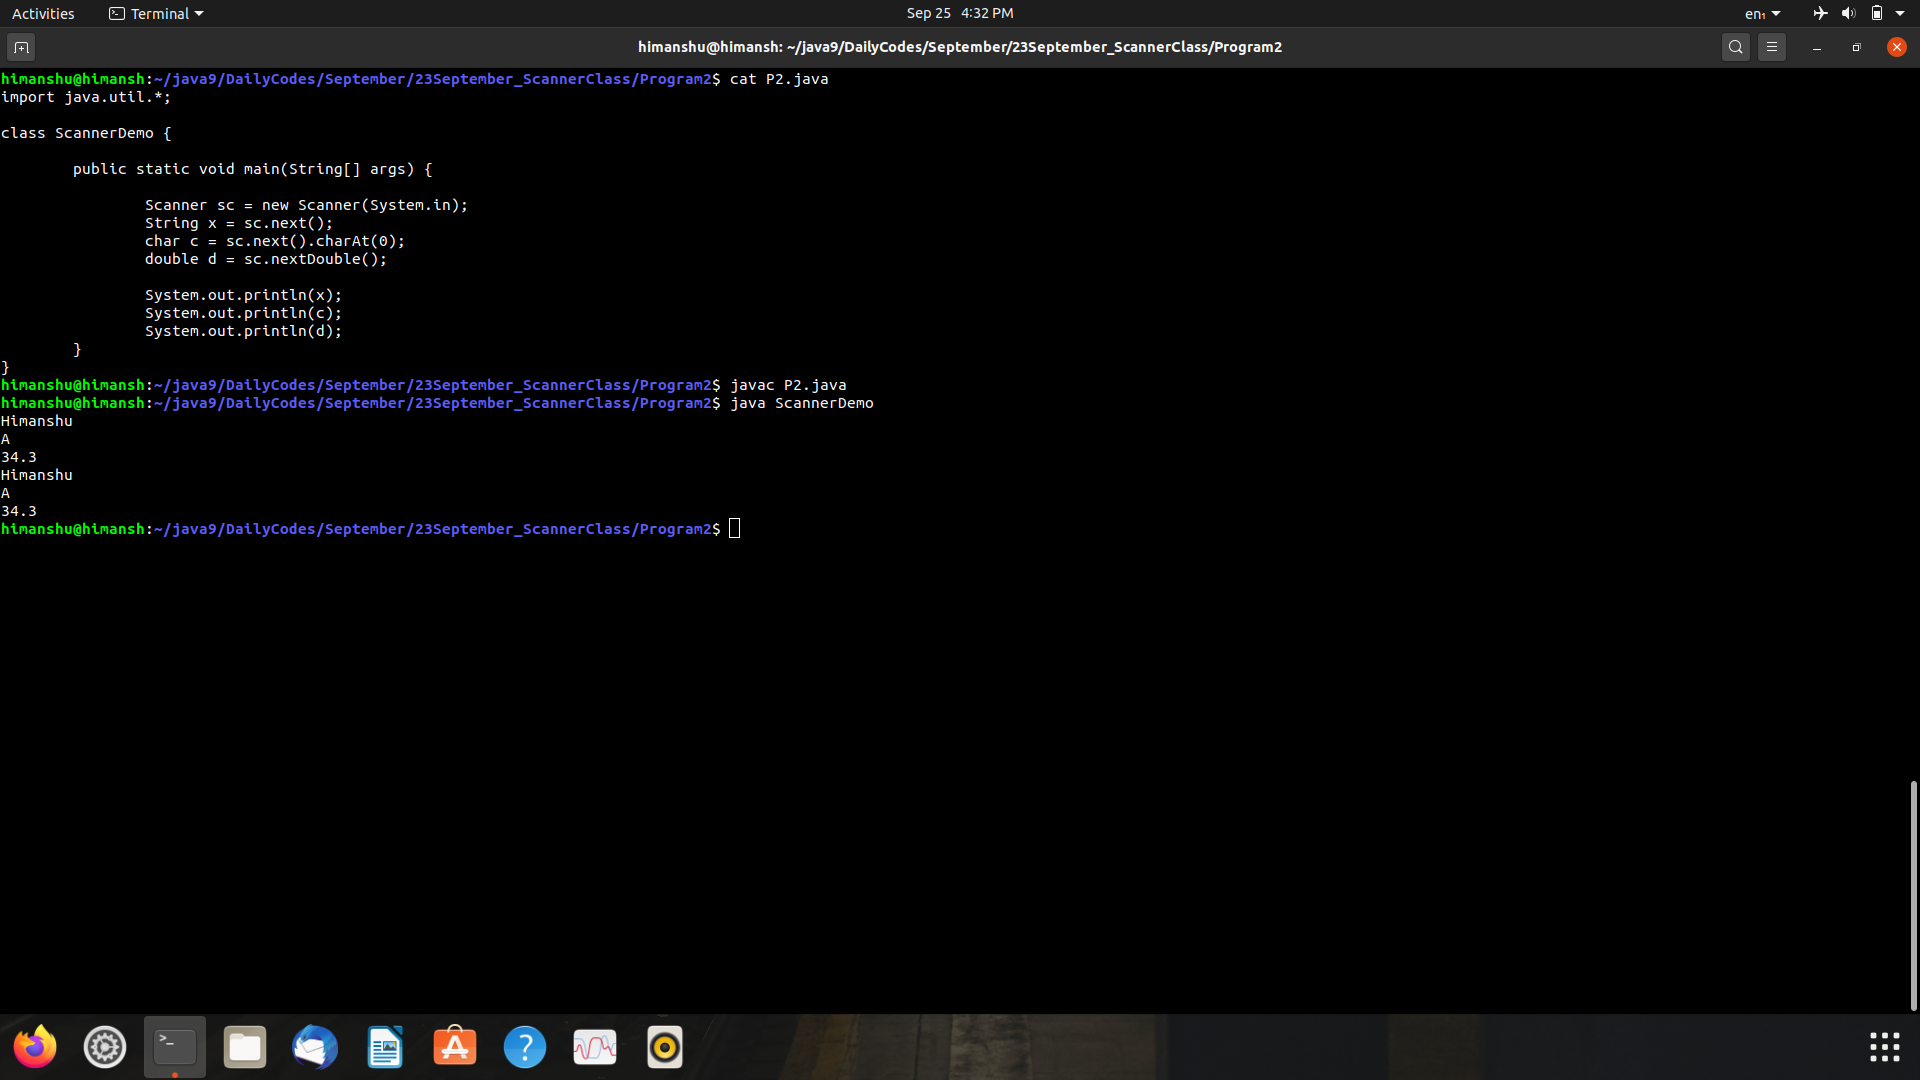 Activities Terminal Sep 25 4:32 PM en₁
himanshu@himansh: ~/java9/DailyCodes/September/23September_ScannerClass/Program2
himanshu@himansh:~/java9/DailyCodes/September/23September_ScannerClass/Program2$ cat P2.java
import java.util.*;
class ScannerDemo {
public static void main(String[] args) {
Scanner sc = new Scanner(System.in);
String x = sc.next();
char c = sc.next().charAt(0);
double d = sc.nextDouble();
System.out.println(x);
System.out.println(c);
System.out.println(d);
}
}
himanshu@himansh:~/java9/DailyCodes/September/23September_ScannerClass/Program2$ javac P2.java
himanshu@himansh:~/java9/DailyCodes/September/23September_ScannerClass/Program2$ java ScannerDemo
Himanshu
A
34.3
Himanshu
A
34.3
himanshu@himansh:~/java9/DailyCodes/September/23September_ScannerClass/Program2$